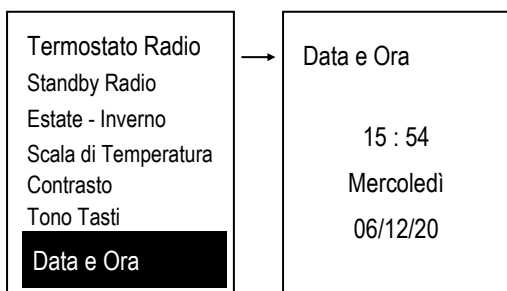 Termostato Radio
Standby Radio
Estate - Inverno
Scala di Temperatura
Contrasto
Tono Tasti
Data e Ora
Data e Ora
15 : 54
Mercoledì
06/12/20